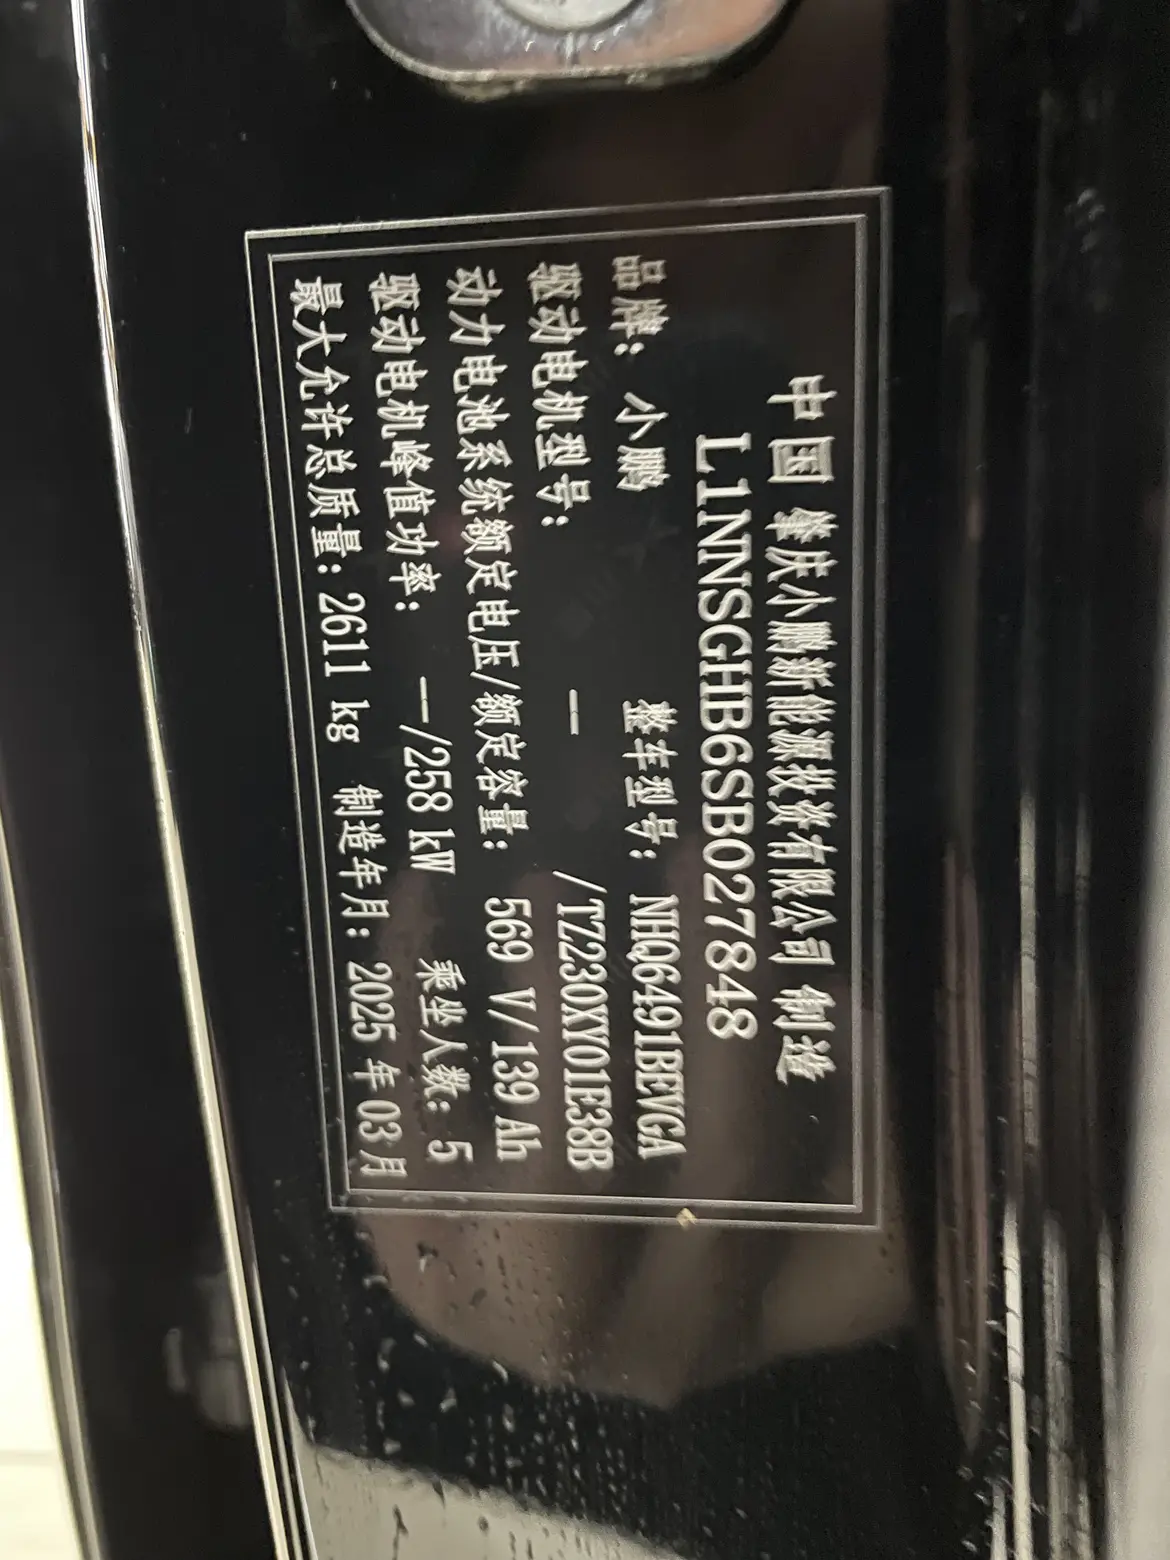 中国 肇庆小鹏新能源投资有限公司 制造
L1NNSGHB6SB027848
品牌: 小鹏 整车型号: NHQ6491BEVGA
驱动电机型号: — /TZ230XY01E38B
动力电池系统额定电压/额定容量: 569 V/139 Ah
驱动电机峰值功率: —/258 kW 乘坐人数: 5
最大允许总质量: 2611 kg 制造年月: 2025 年 03 月